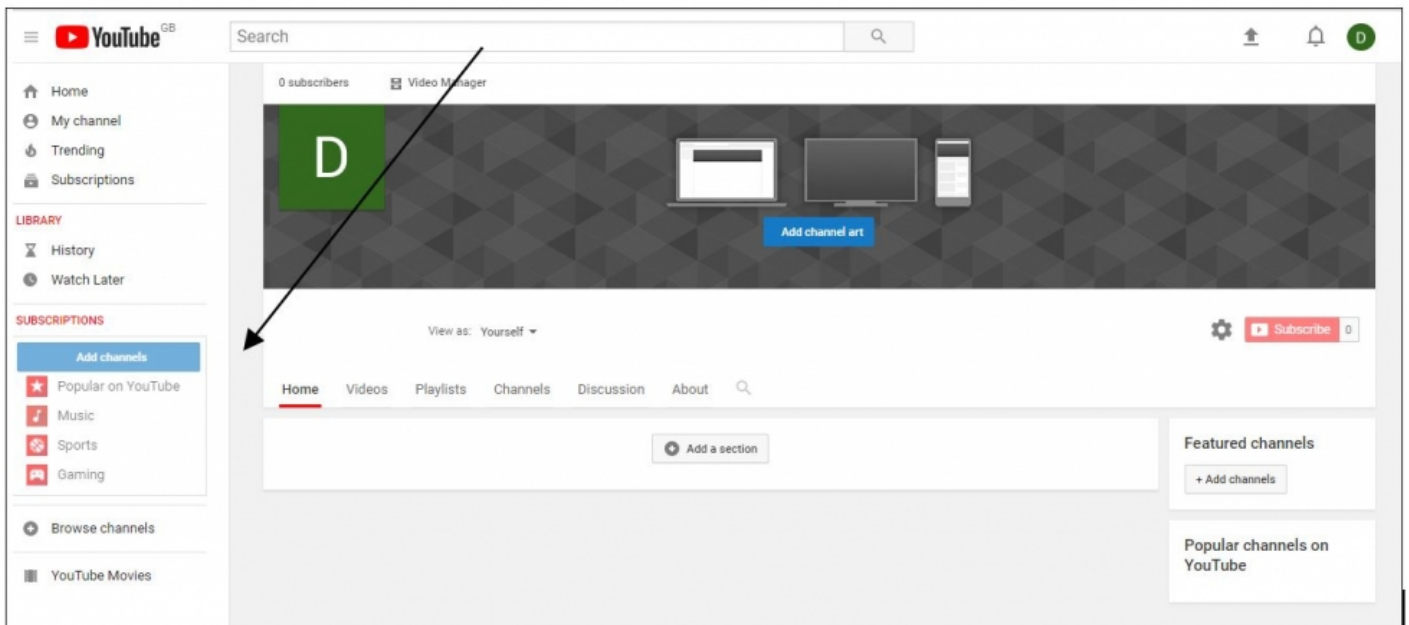 YouTube GB
Search
D
Home
My channel
Trending
Subscriptions
LIBRARY
History
Watch Later
SUBSCRIPTIONS
Add channels
Popular on YouTube
Music
Sports
Gaming
Browse channels
YouTube Movies
0 subscribers Video Manager
D
Add channel art
View as: Yourself
Subscribe 0
Home Videos Playlists Channels Discussion About
Add a section
Featured channels
+ Add channels
Popular channels on
YouTube